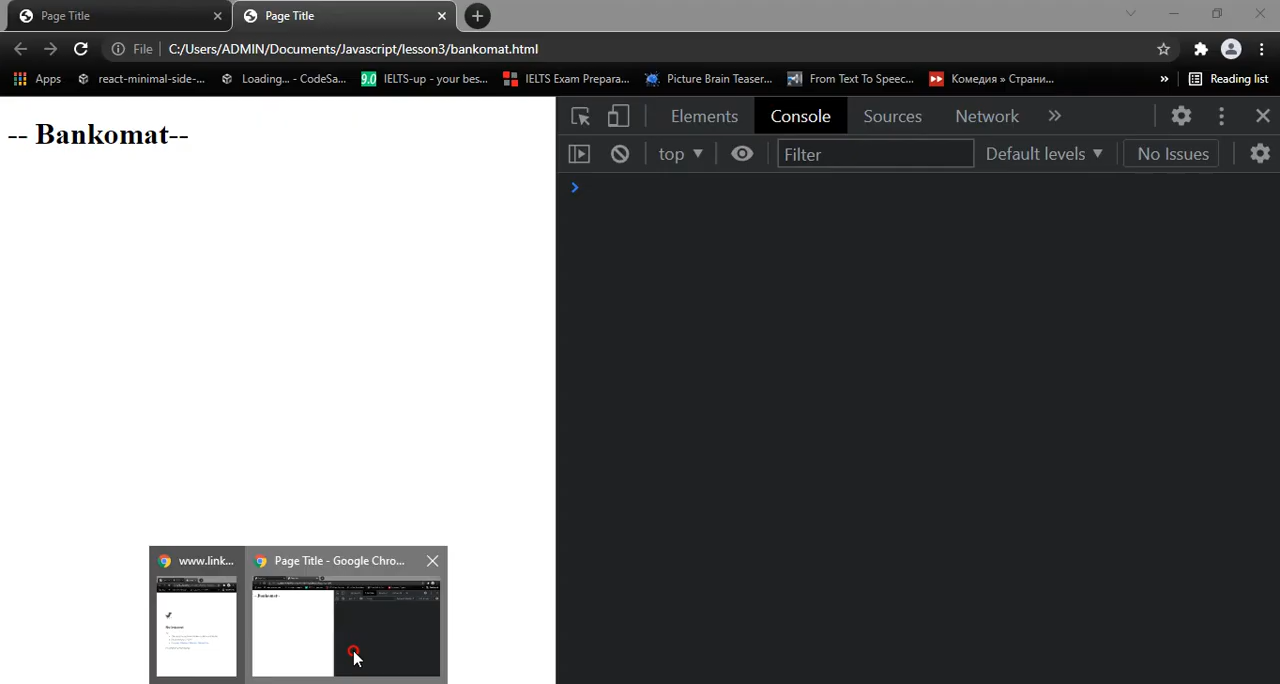 Page Title
Page Title
File
C:/Users/ADMIN/Documents/Javascript/lesson3/bankomat.html
Apps
react-minimal-side-...
Loading... - CodeSa...
9.0
IELTS-up - your bes...
IELTS Exam Prepara...
Picture Brain Teaser...
From Text To Speec...
Комедия » Страни...
»
Reading list
-- Bankomat--
Elements
Console
Sources
Network
»
top
Filter
Default levels
No Issues
www.link...
Page Title - Google Chro...